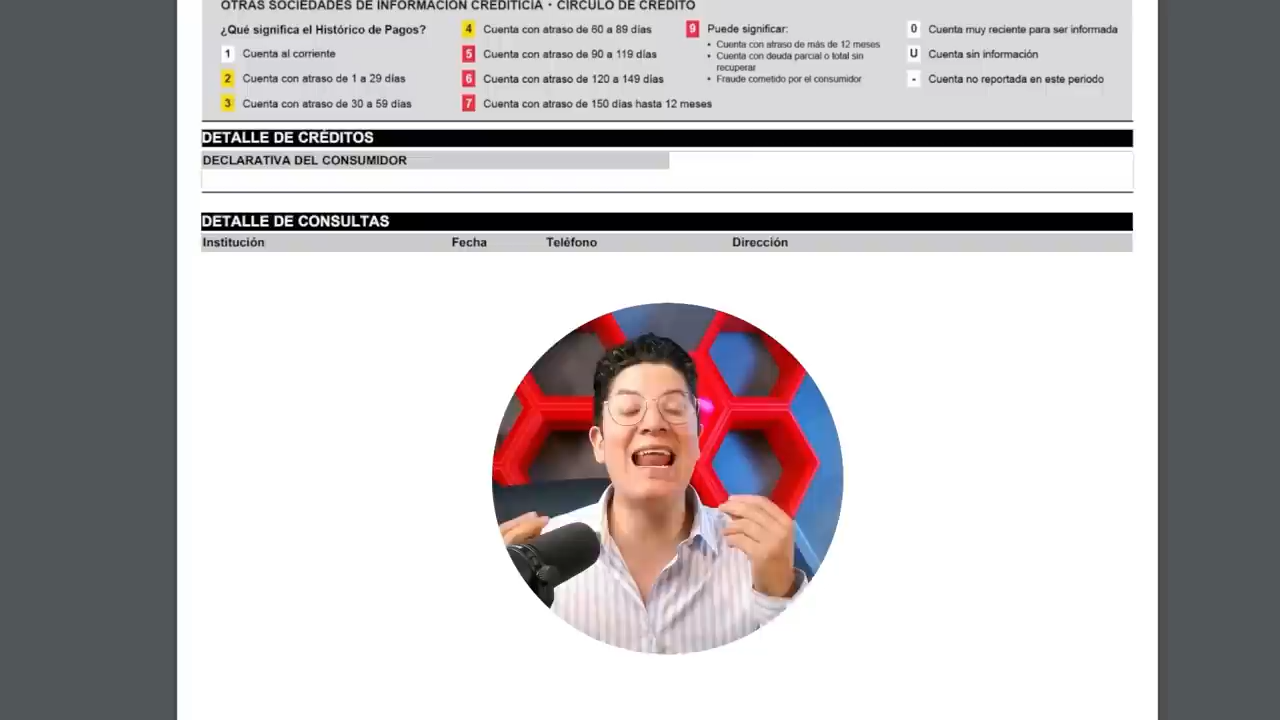 OTRAS SOCIEDADES DE INFORMACIÓN CREDITICIA · CÍRCULO DE CRÉDITO
¿Qué significa el Histórico de Pagos?
1 Cuenta al corriente
2 Cuenta con atraso de 1 a 29 días
3 Cuenta con atraso de 30 a 59 días
4 Cuenta con atraso de 60 a 89 días
5 Cuenta con atraso de 90 a 119 días
6 Cuenta con atraso de 120 a 149 días
7 Cuenta con atraso de 150 días hasta 12 meses
9 Puede significar:
• Cuenta con atraso de más de 12 meses
• Cuenta con deuda parcial o total sin
recuperar
• Fraude cometido por el consumidor
0 Cuenta muy reciente para ser informada
U Cuenta sin información
- Cuenta no reportada en este periodo
DETALLE DE CRÉDITOS
DECLARATIVA DEL CONSUMIDOR
DETALLE DE CONSULTAS
Institución Fecha Teléfono Dirección